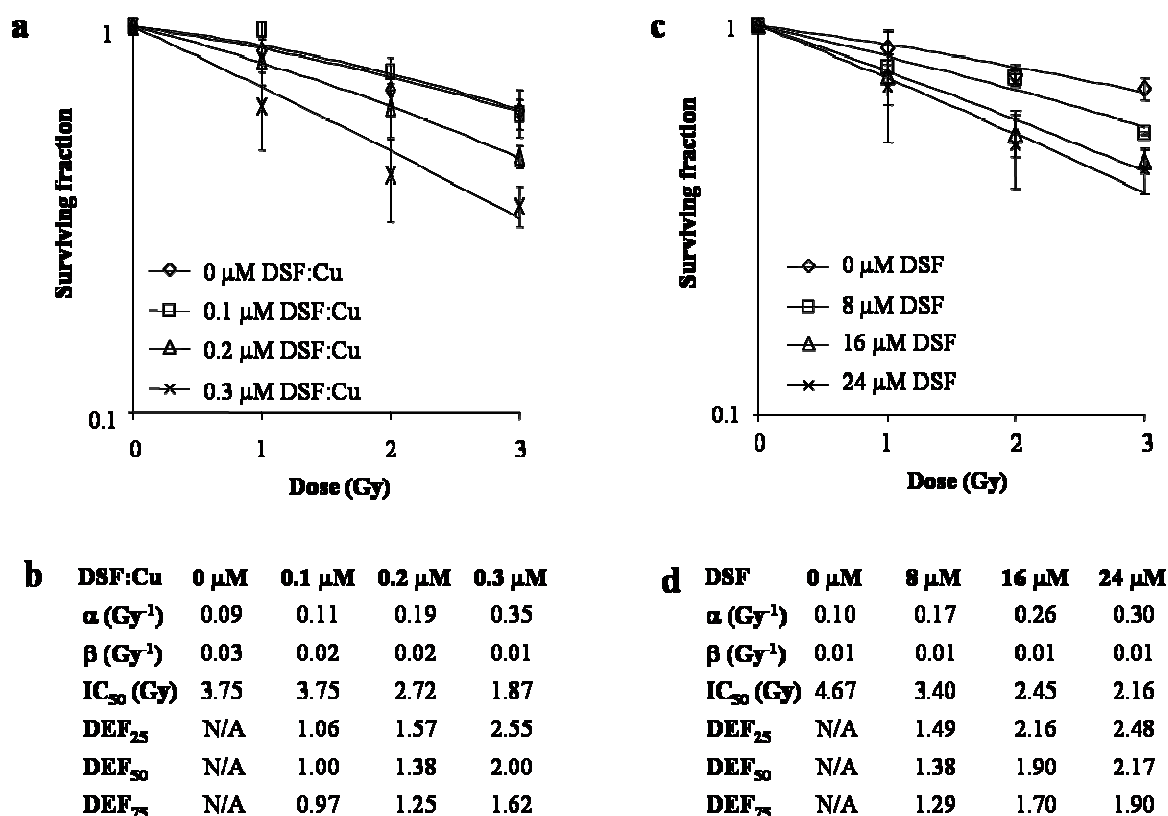 a
1
0.1
Surviving fraction
0 μM DSF:Cu
0.1 μM DSF:Cu
0.2 μM DSF:Cu
0.3 μM DSF:Cu
0 1 2 3
Dose (Gy)
c
1
0.1
Surviving fraction
0 μM DSF
8 μM DSF
16 μM DSF
24 μM DSF
0 1 2 3
Dose (Gy)
b DSF:Cu 0 μM 0.1 μM 0.2 μM 0.3 μM
α (Gy⁻¹) 0.09 0.11 0.19 0.35
β (Gy⁻¹) 0.03 0.02 0.02 0.01
IC₅₀ (Gy) 3.75 3.75 2.72 1.87
DEF₂₅ N/A 1.06 1.57 2.55
DEF₅₀ N/A 1.00 1.38 2.00
DEF₇₅ N/A 0.97 1.25 1.62
d DSF 0 μM 8 μM 16 μM 24 μM
α (Gy⁻¹) 0.10 0.17 0.26 0.30
β (Gy⁻¹) 0.01 0.01 0.01 0.01
IC₅₀ (Gy) 4.67 3.40 2.45 2.16
DEF₂₅ N/A 1.49 2.16 2.48
DEF₅₀ N/A 1.38 1.90 2.17
DEF₇₅ N/A 1.29 1.70 1.90